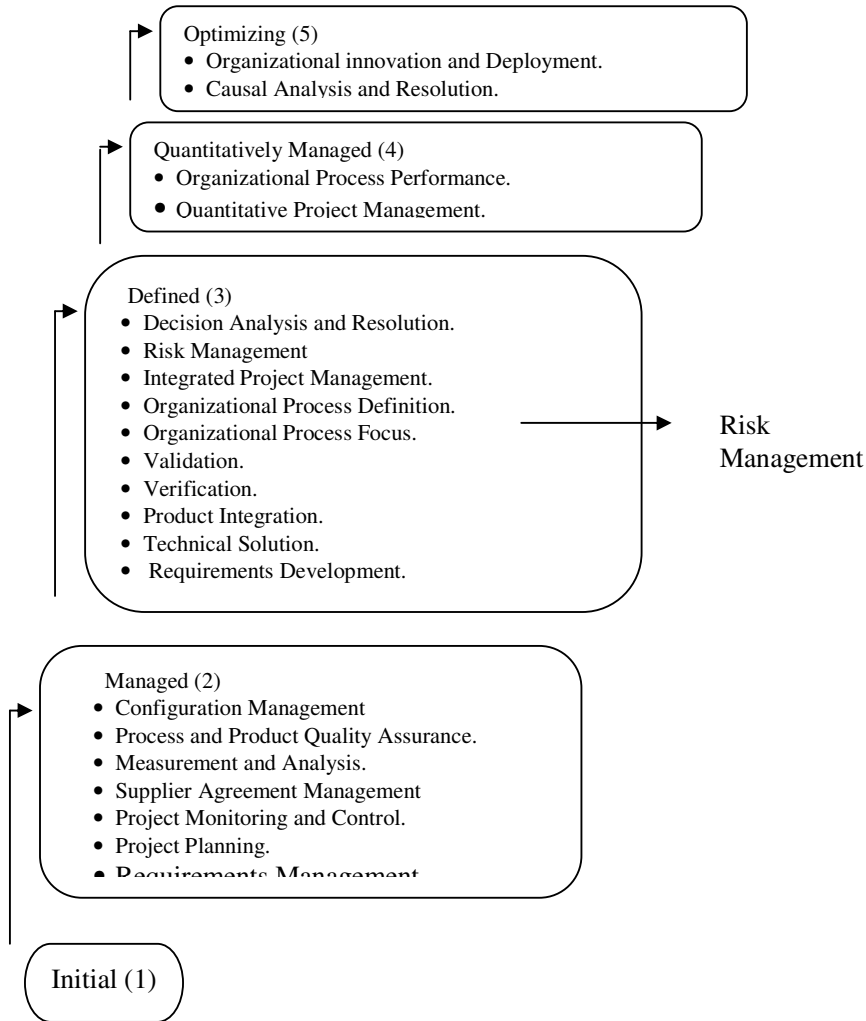 Optimizing (5)
• Organizational innovation and Deployment.
• Causal Analysis and Resolution.
Quantitatively Managed (4)
• Organizational Process Performance.
• Quantitative Project Management.
Defined (3)
• Decision Analysis and Resolution.
• Risk Management
• Integrated Project Management.
• Organizational Process Definition.
• Organizational Process Focus.
• Validation.
• Verification.
• Product Integration.
• Technical Solution.
• Requirements Development.
Risk
Management
Managed (2)
• Configuration Management
• Process and Product Quality Assurance.
• Measurement and Analysis.
• Supplier Agreement Management
• Project Monitoring and Control.
• Project Planning.
• Requirements Management
Initial (1)